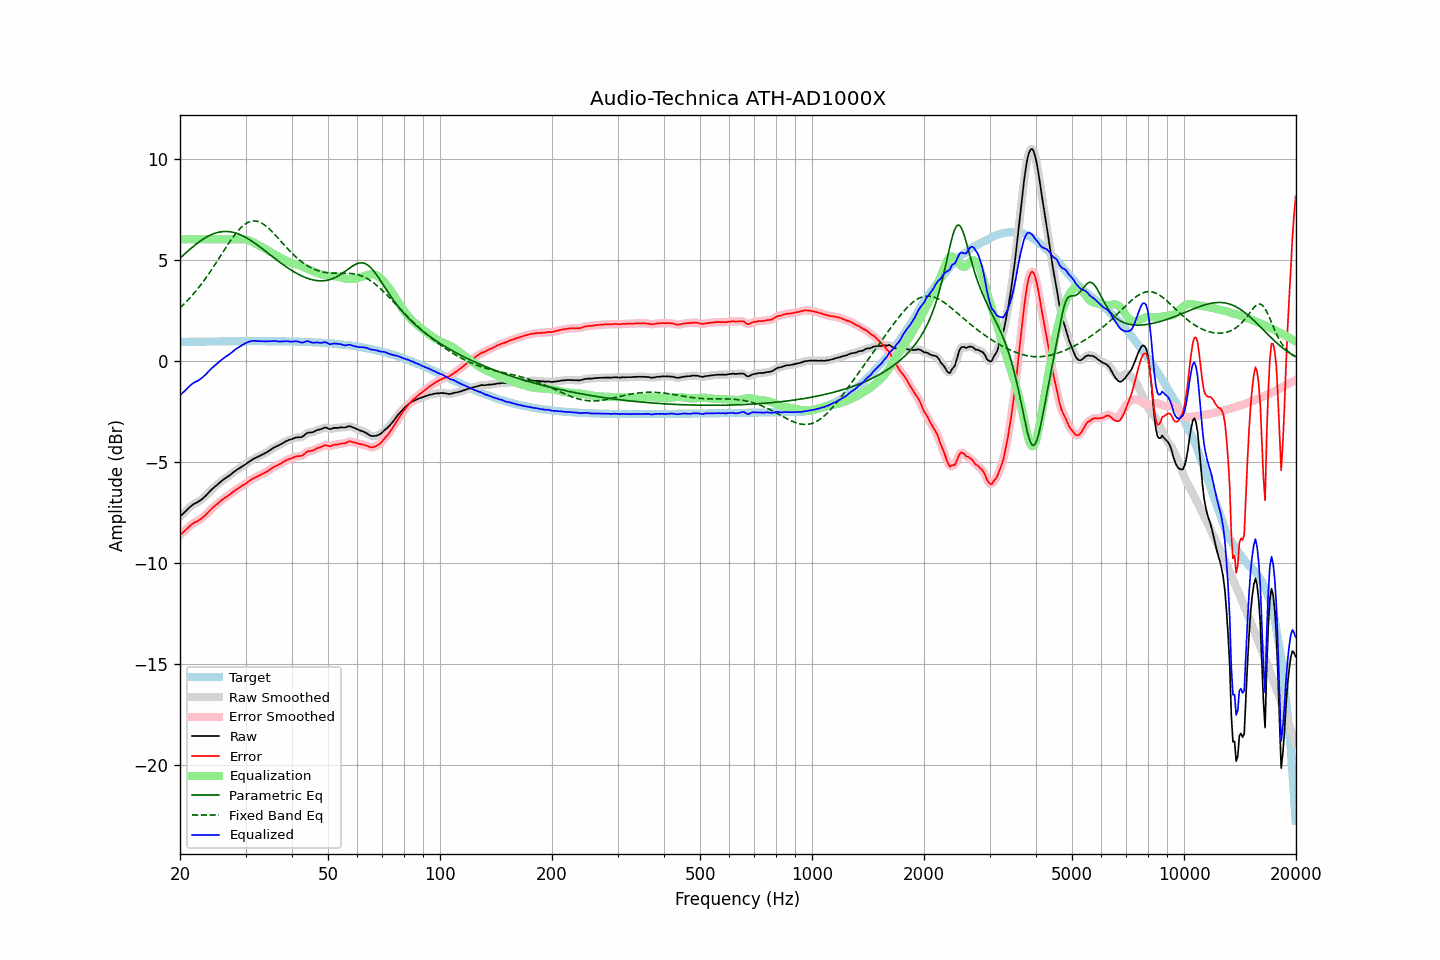 Audio-Technica ATH-AD1000X
Amplitude (dBr)
10
5
0
−5
−10
−15
−20
Target
Raw Smoothed
Error Smoothed
Raw
Error
Equalization
Parametric Eq
Fixed Band Eq
Equalized
20 50 100 200 500 1000 2000 5000 10000 20000
Frequency (Hz)